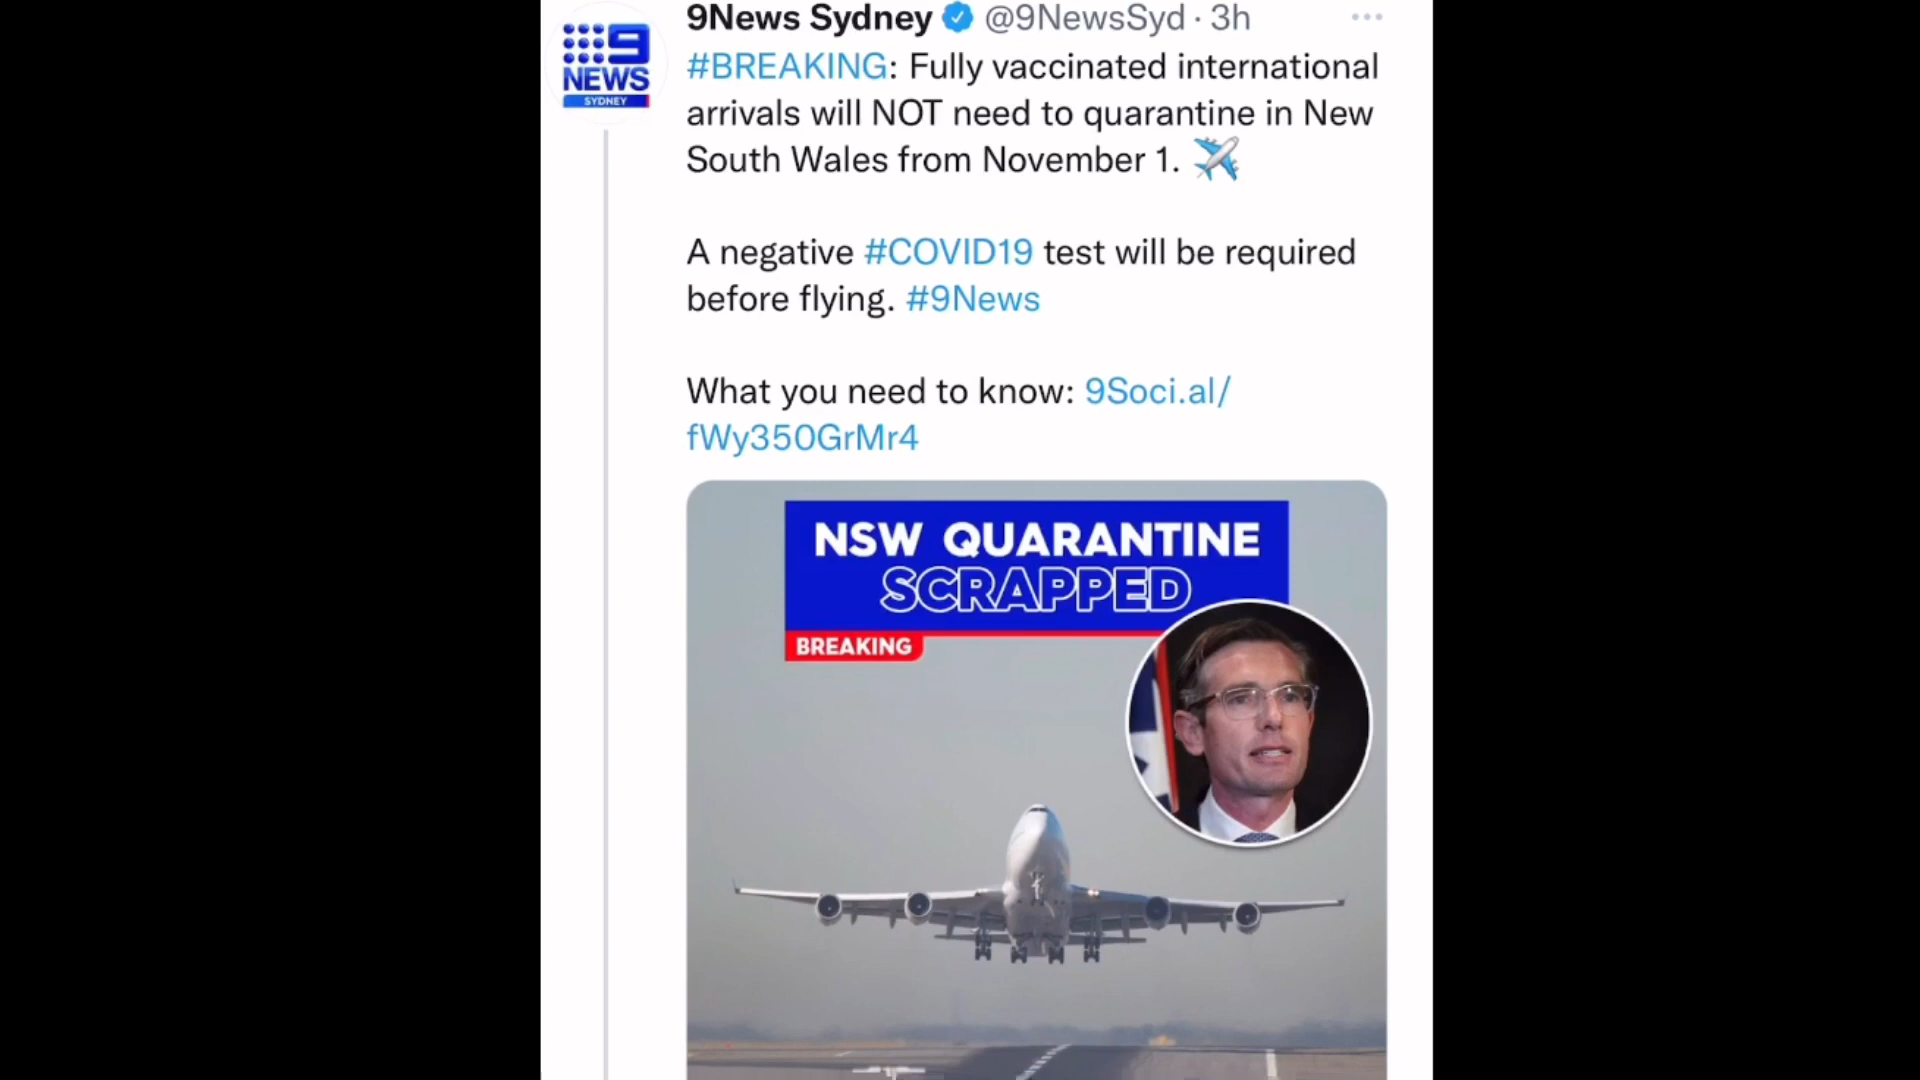 9News Sydney @9NewsSyd · 3h
9
NEWS
SYDNEY
#BREAKING: Fully vaccinated international
arrivals will NOT need to quarantine in New
South Wales from November 1. ✈️
A negative #COVID19 test will be required
before flying. #9News
What you need to know: 9Soci.al/
fWy350GrMr4
NSW QUARANTINE
SCRAPPED
BREAKING